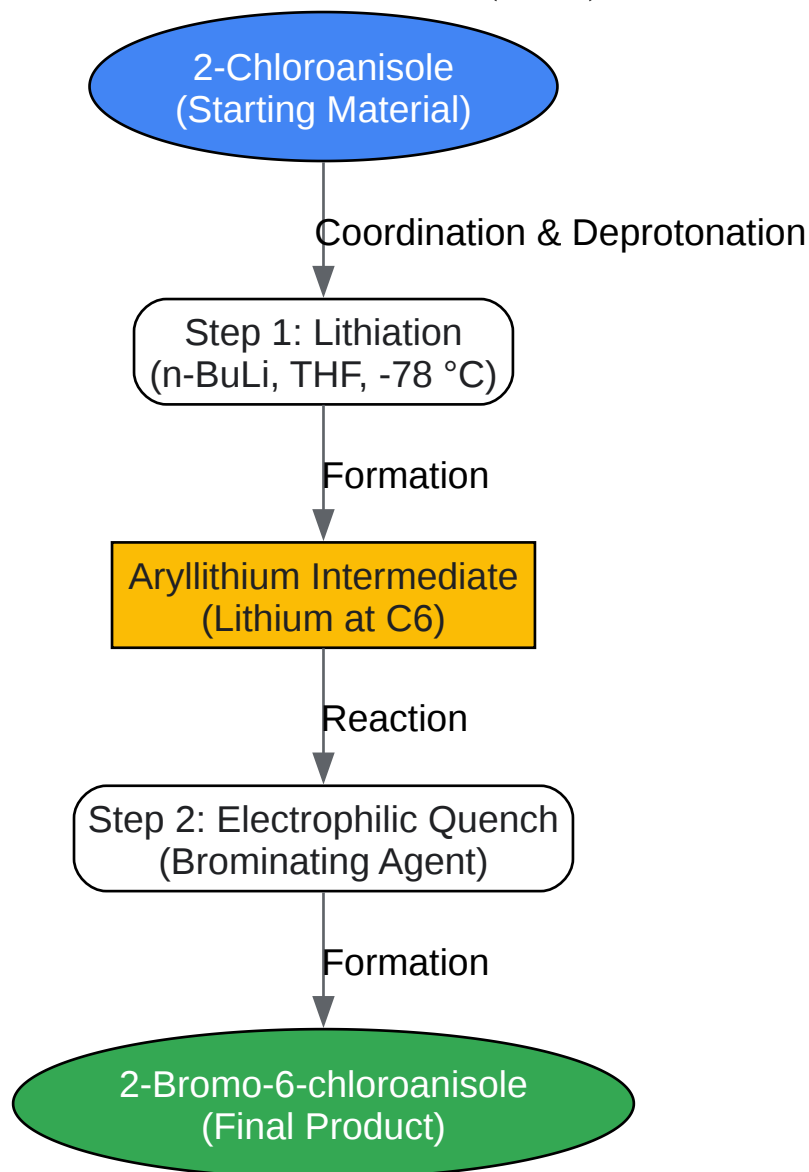 2-Chloroanisole
(Starting Material)
Coordination & Deprotonation
Step 1: Lithiation
(n-BuLi, THF, -78 °C)
Formation
Aryllithium Intermediate
(Lithium at C6)
Reaction
Step 2: Electrophilic Quench
(Brominating Agent)
Formation
2-Bromo-6-chloroanisole
(Final Product)